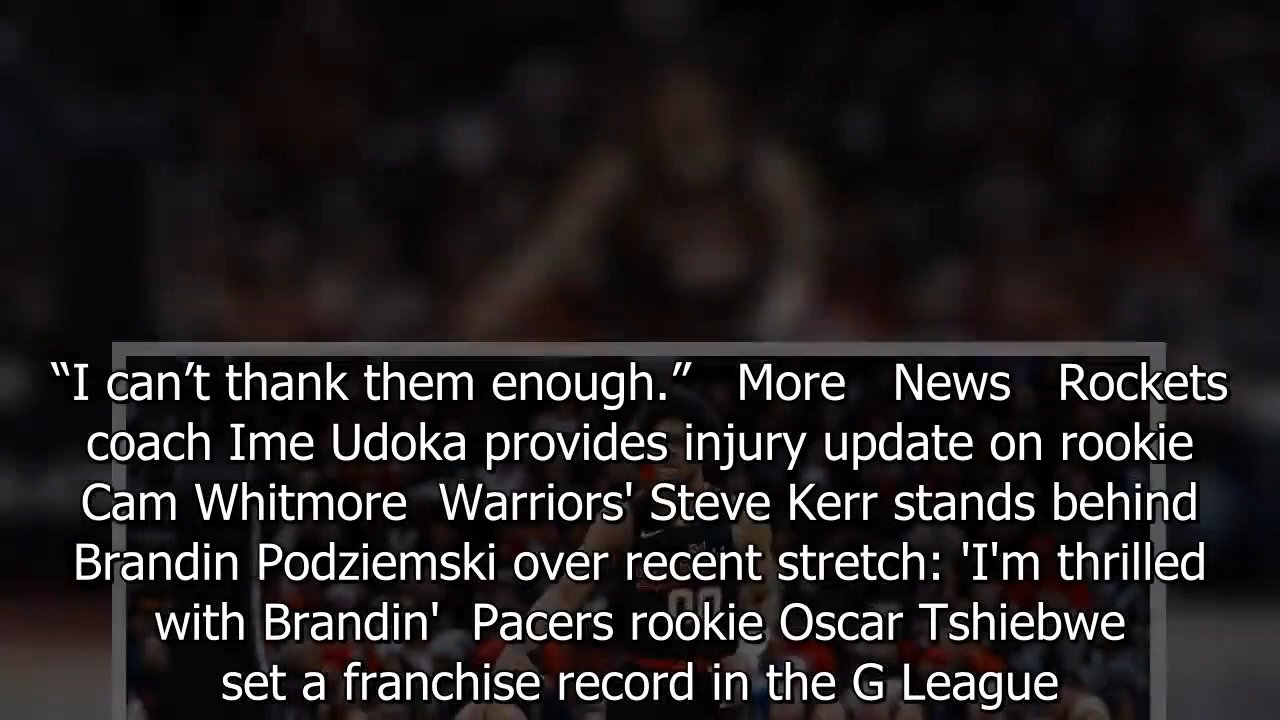 “I can’t thank them enough.” More News Rockets
coach Ime Udoka provides injury update on rookie
Cam Whitmore Warriors' Steve Kerr stands behind
Brandin Podziemski over recent stretch: 'I'm thrilled
with Brandin' Pacers rookie Oscar Tshiebwe
set a franchise record in the G League
00